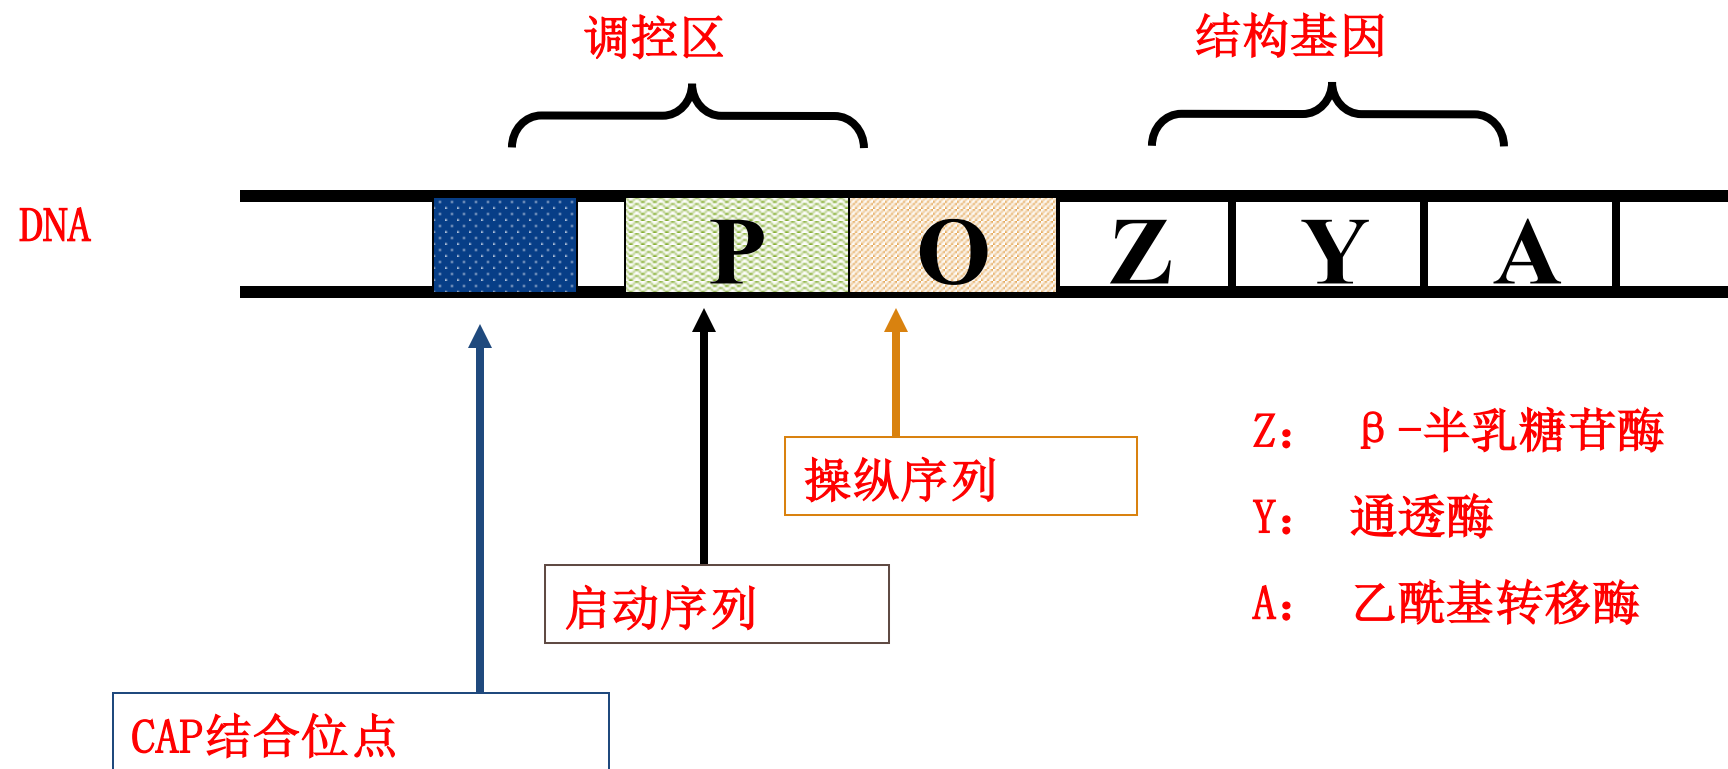 调控区
结构基因
DNA
P O Z Y A
操纵序列
启动序列
CAP结合位点
Z: β-半乳糖苷酶
Y: 通透酶
A: 乙酰基转移酶